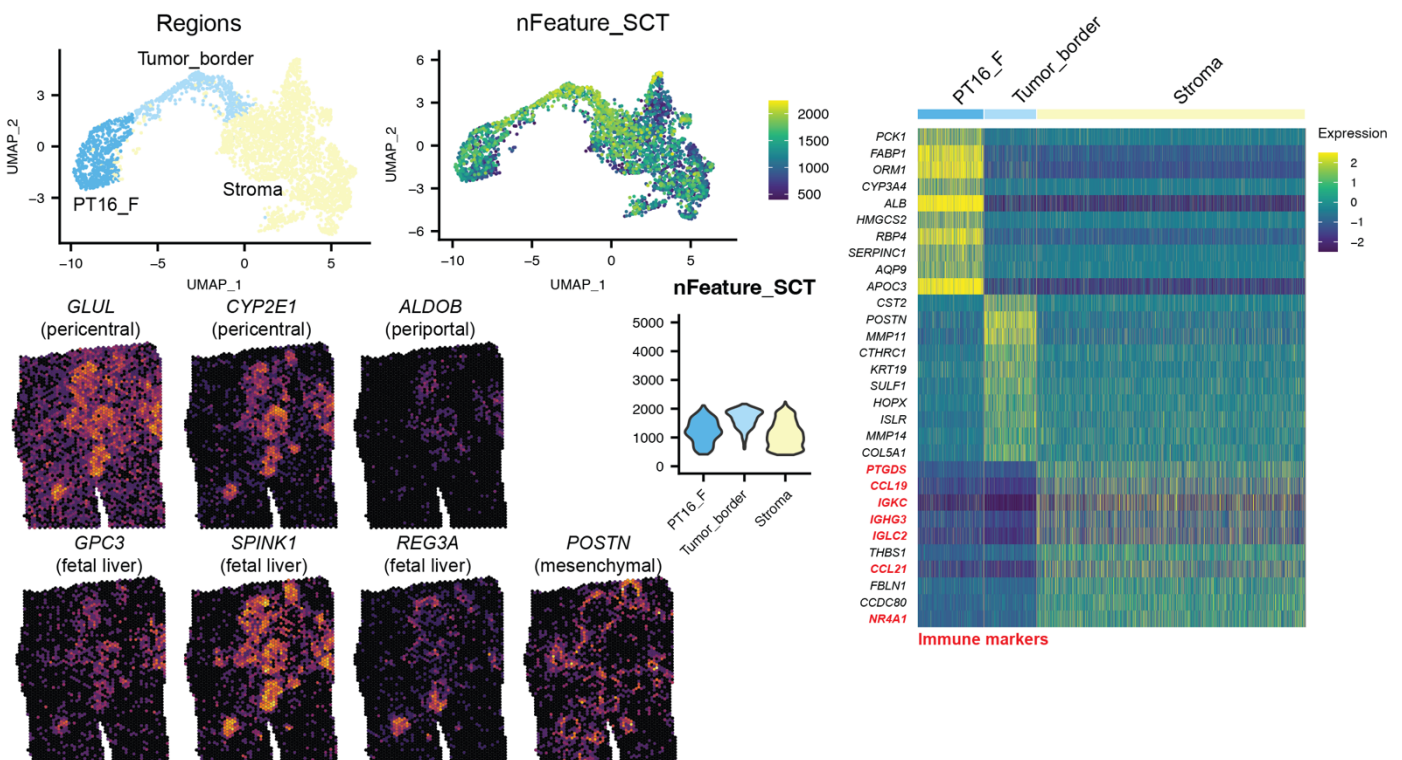 Regions
Tumor_border
PT16_F
Stroma
UMAP_2
3
0
−3
−10
−5
0
5
UMAP_1
nFeature_SCT
UMAP_2
6
3
0
−3
−6
−10
−5
0
5
UMAP_1
2000
1500
1000
500
GLUL
(pericentral)
CYP2E1
(pericentral)
ALDOB
(periportal)
nFeature_SCT
5000
4000
3000
2000
1000
0
PT16_F
Tumor_border
Stroma
GPC3
(fetal liver)
SPINK1
(fetal liver)
REG3A
(fetal liver)
POSTN
(mesenchymal)
PT16_F
Tumor_border
Stroma
PCK1
FABP1
ORM1
CYP3A4
ALB
HMGCS2
RBP4
SERPINC1
AQP9
APOC3
CST2
POSTN
MMP11
CTHRC1
KRT19
SULF1
HOPX
ISLR
MMP14
COL5A1
PTGDS
CCL19
IGKC
IGHG3
IGLC2
THBS1
CCL21
FBLN1
CCDC80
NR4A1
Immune markers
Expression
2
1
0
−1
−2